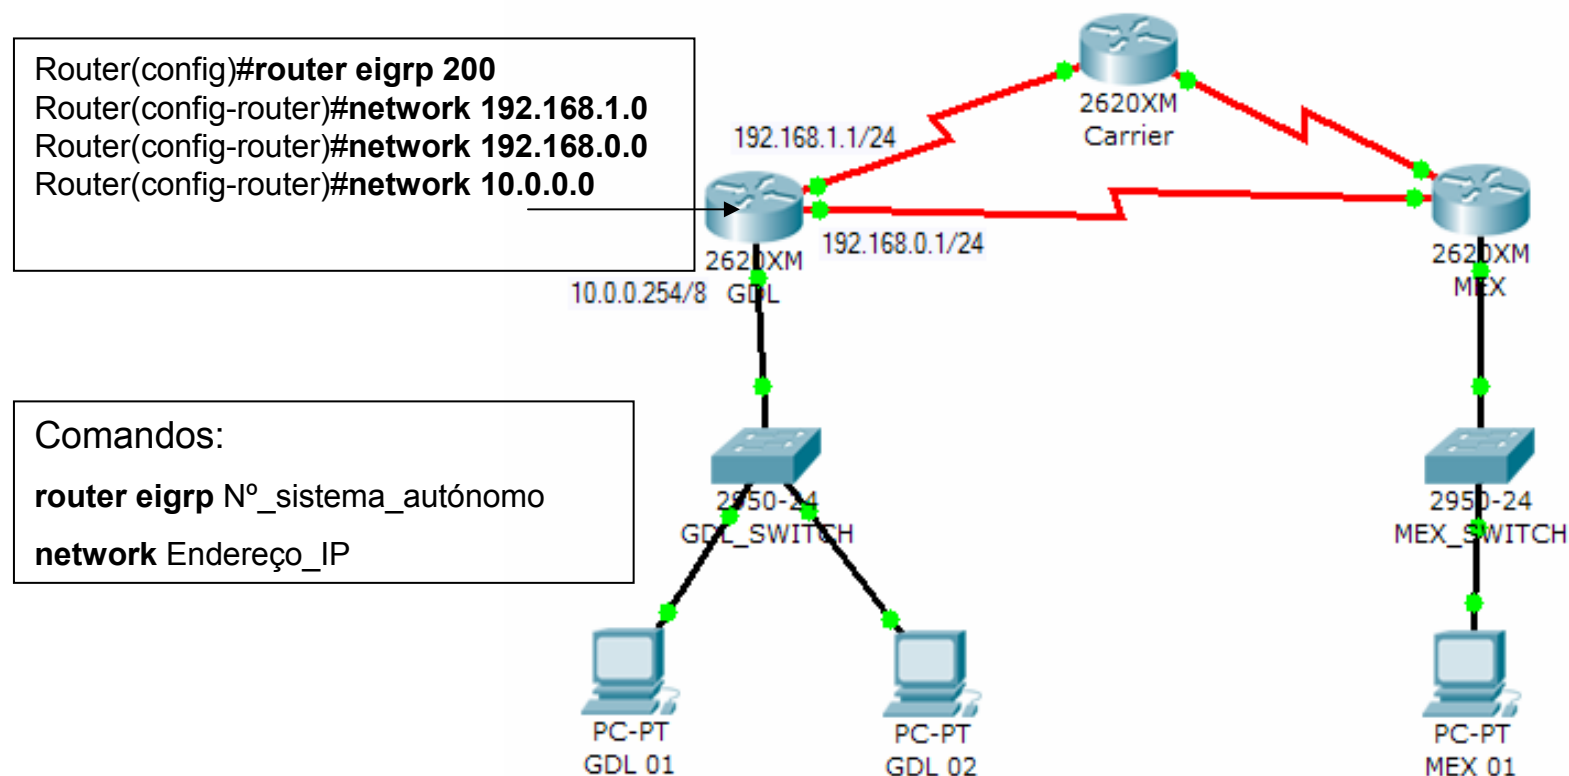 Router(config)#router eigrp 200
Router(config-router)#network 192.168.1.0
Router(config-router)#network 192.168.0.0
Router(config-router)#network 10.0.0.0
2620XM
Carrier
192.168.1.1/24
192.168.0.1/24
2620XM
GDL
10.0.0.254/8
2620XM
MEX
Comandos:
router eigrp Nº_sistema_autónomo
network Endereço_IP
2950-24
GDL_SWITCH
2950-24
MEX_SWITCH
PC-PT
GDL 01
PC-PT
GDL 02
PC-PT
MEX 01